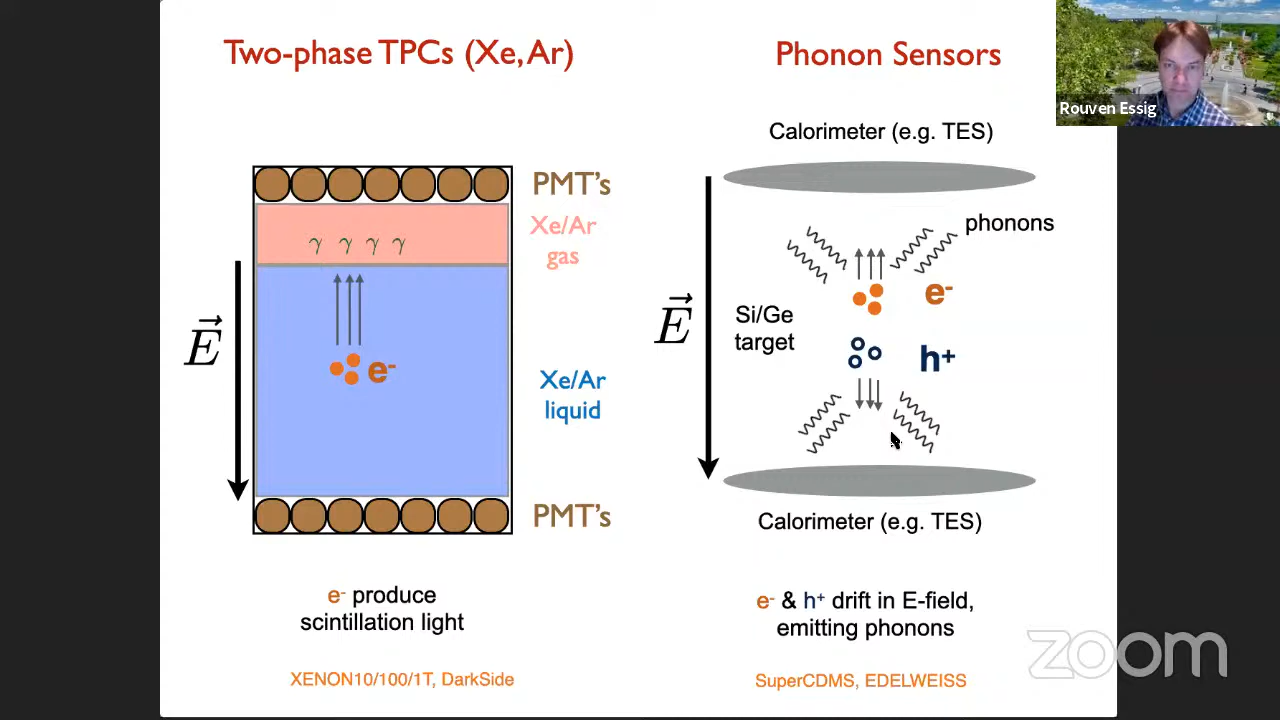 Two-phase TPCs (Xe, Ar)
PMT's
Xe/Ar
gas
γ γ γ γ
E
e-
Xe/Ar
liquid
PMT's
e- produce
scintillation light
XENON10/100/1T, DarkSide
Phonon Sensors
Calorimeter (e.g. TES)
phonons
E
Si/Ge
target
e-
h+
Calorimeter (e.g. TES)
e- & h+ drift in E-field,
emitting phonons
SuperCDMS, EDELWEISS
Rouven Essig
zoom